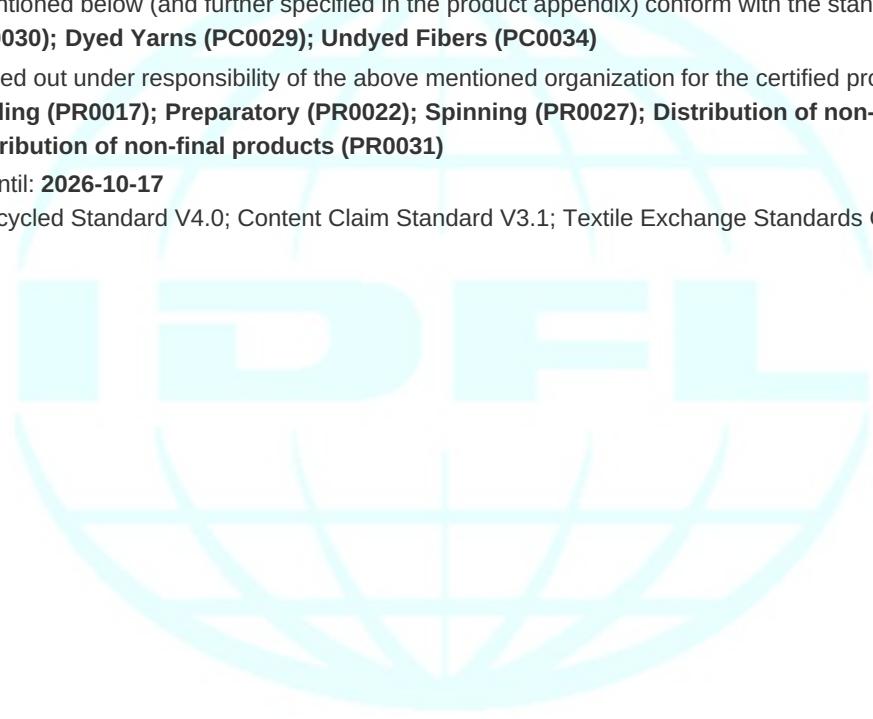 ntioned below (and further specified in the product appendix) conform with the stan
0030); Dyed Yarns (PC0029); Undyed Fibers (PC0034)
ed out under responsibility of the above mentioned organization for the certified pro
ling (PR0017); Preparatory (PR0022); Spinning (PR0027); Distribution of non-
ribution of non-final products (PR0031)
ntil: 2026-10-17
cycled Standard V4.0; Content Claim Standard V3.1; Textile Exchange Standards
IDFL